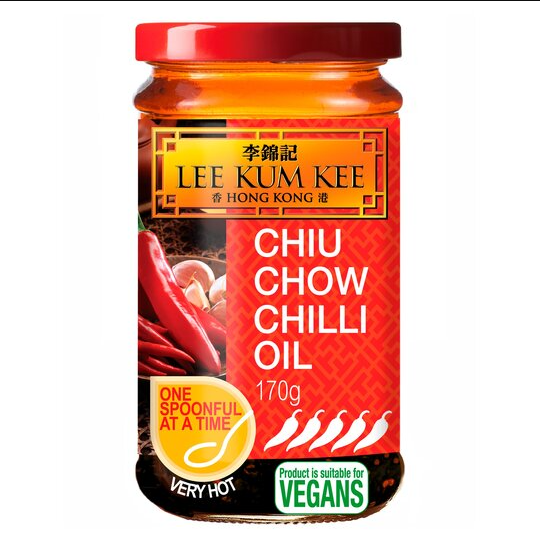 李錦記
LEE KUM KEE
香 HONG KONG 港
CHIU
CHOW
CHILLI
OIL
170g
ONE
SPOONFUL
AT A TIME
VERY HOT
Product is suitable for
VEGANS